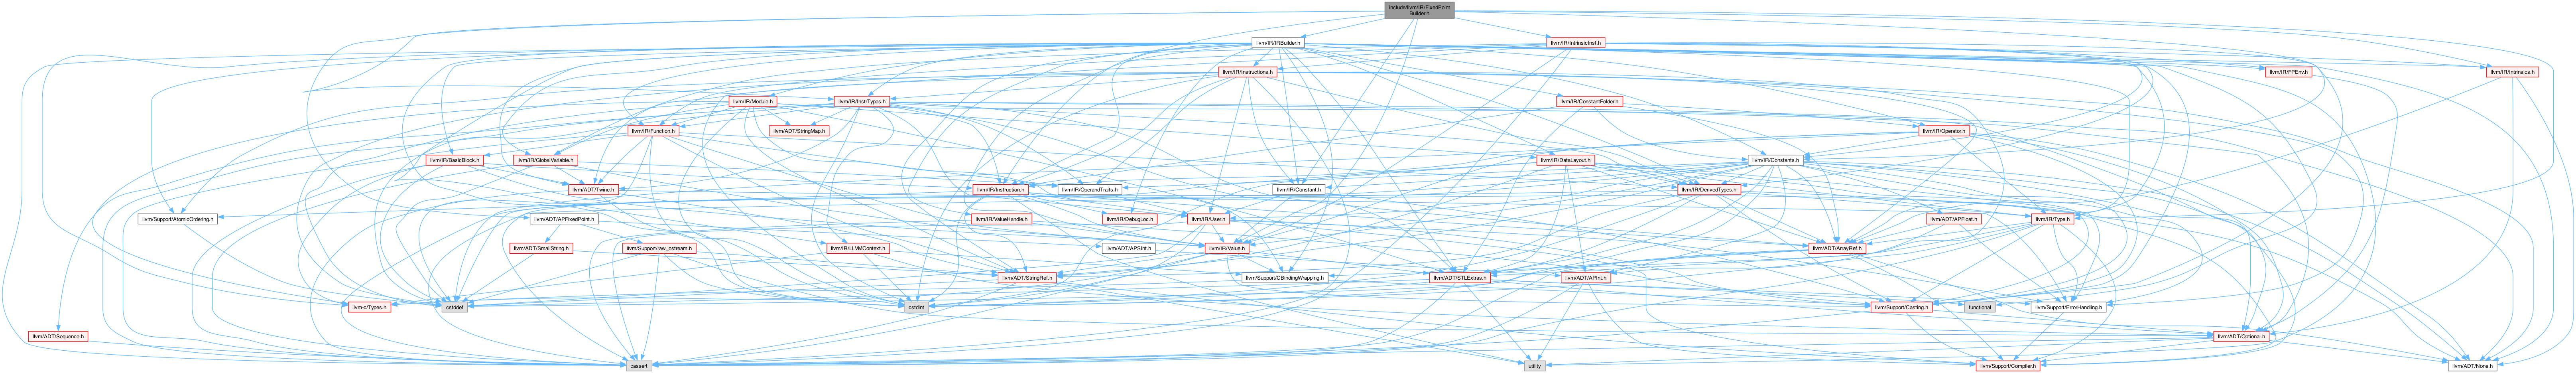 include/llvm/IR/FixedPoint
Builder.h
llvm/IR/IRBuilder.h
llvm/IR/IntrinsicInst.h
llvm/IR/Instructions.h
llvm/IR/FPEnv.h
llvm/IR/Intrinsics.h
llvm/IR/Module.h
llvm/IR/InstrTypes.h
llvm/IR/ConstantFolder.h
llvm/IR/Function.h
llvm/ADT/StringMap.h
llvm/IR/Operator.h
llvm/IR/BasicBlock.h
llvm/IR/GlobalVariable.h
llvm/IR/DataLayout.h
llvm/IR/Constants.h
llvm/ADT/Twine.h
llvm/IR/Instruction.h
llvm/IR/OperandTraits.h
llvm/IR/Constant.h
llvm/IR/DerivedTypes.h
llvm/Support/AtomicOrdering.h
llvm/ADT/APFixedPoint.h
llvm/IR/ValueHandle.h
llvm/IR/DebugLoc.h
llvm/IR/User.h
llvm/ADT/APFloat.h
llvm/IR/Type.h
llvm/ADT/SmallString.h
llvm/Support/raw_ostream.h
llvm/IR/LLVMContext.h
llvm/ADT/APSInt.h
llvm/IR/Value.h
llvm/ADT/ArrayRef.h
llvm/ADT/StringRef.h
llvm/Support/CBindingWrapping.h
llvm/ADT/STLExtras.h
llvm/ADT/APInt.h
llvm-c/Types.h
cstddef
cstdint
llvm/Support/Casting.h
functional
llvm/Support/ErrorHandling.h
llvm/ADT/Sequence.h
llvm/ADT/Optional.h
cassert
utility
llvm/Support/Compiler.h
llvm/ADT/None.h